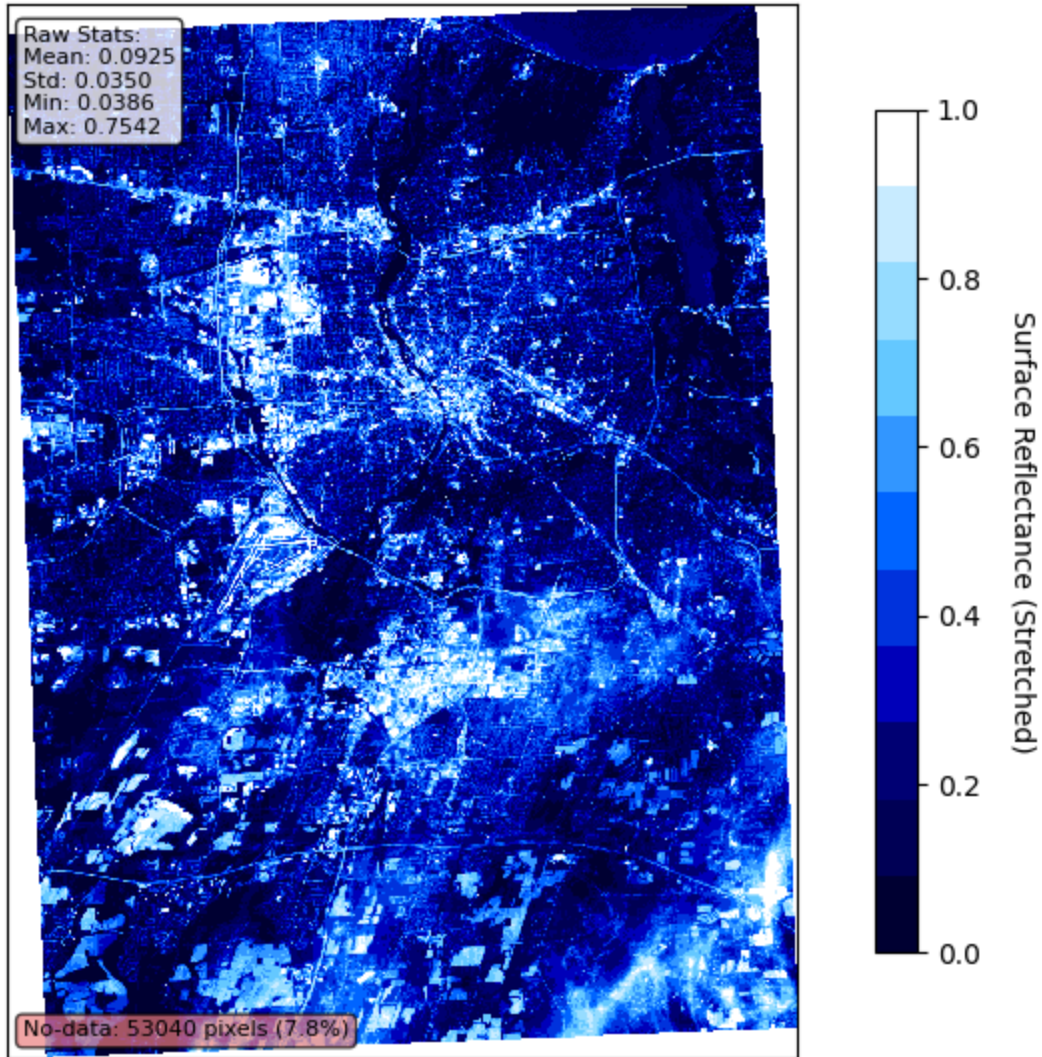 Raw Stats:
Mean: 0.0925
Std: 0.0350
Min: 0.0386
Max: 0.7542
No-data: 53040 pixels (7.8%)
1.0
0.8
0.6
0.4
0.2
0.0
Surface Reflectance (Stretched)